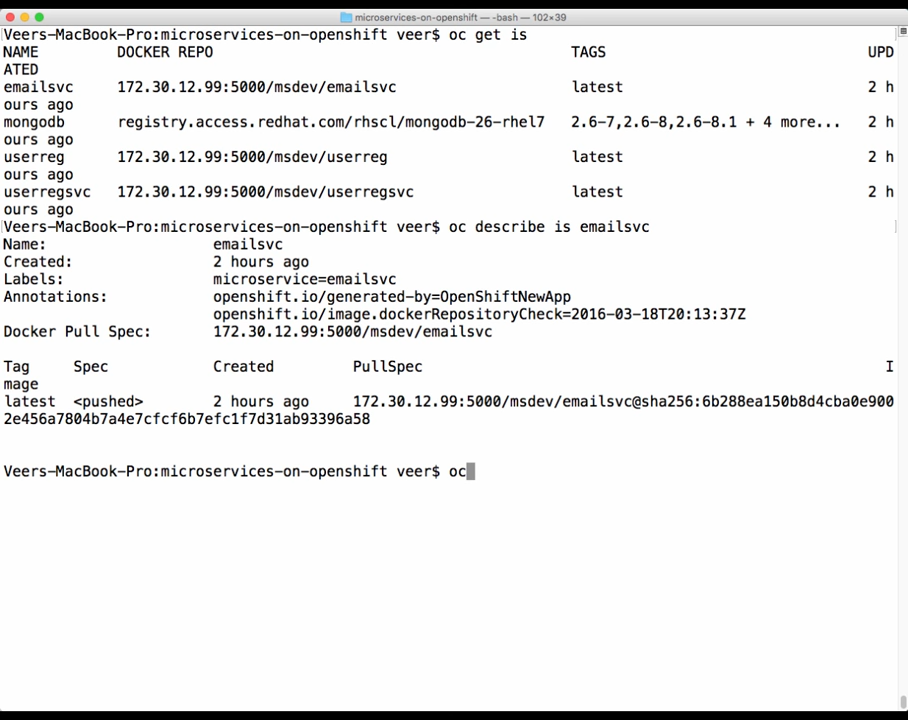 microservices-on-openshift — -bash — 102×39
Veers-MacBook-Pro:microservices-on-openshift veer$ oc get is
NAME DOCKER REPO TAGS UPD
ATED
emailsvc 172.30.12.99:5000/msdev/emailsvc latest 2 h
ours ago
mongodb registry.access.redhat.com/rhscl/mongodb-26-rhel7 2.6-7,2.6-8,2.6-8.1 + 4 more... 2 h
ours ago
userreg 172.30.12.99:5000/msdev/userreg latest 2 h
ours ago
userregsvc 172.30.12.99:5000/msdev/userregsvc latest 2 h
ours ago
Veers-MacBook-Pro:microservices-on-openshift veer$ oc describe is emailsvc
Name: emailsvc
Created: 2 hours ago
Labels: microservice=emailsvc
Annotations: openshift.io/generated-by=OpenShiftNewApp
openshift.io/image.dockerRepositoryCheck=2016-03-18T20:13:37Z
Docker Pull Spec: 172.30.12.99:5000/msdev/emailsvc
Tag Spec Created PullSpec I
mage
latest <pushed> 2 hours ago 172.30.12.99:5000/msdev/emailsvc@sha256:6b288ea150b8d4cba0e900
2e456a7804b7a4e7cfcf6b7efc1f7d31ab93396a58
Veers-MacBook-Pro:microservices-on-openshift veer$ oc